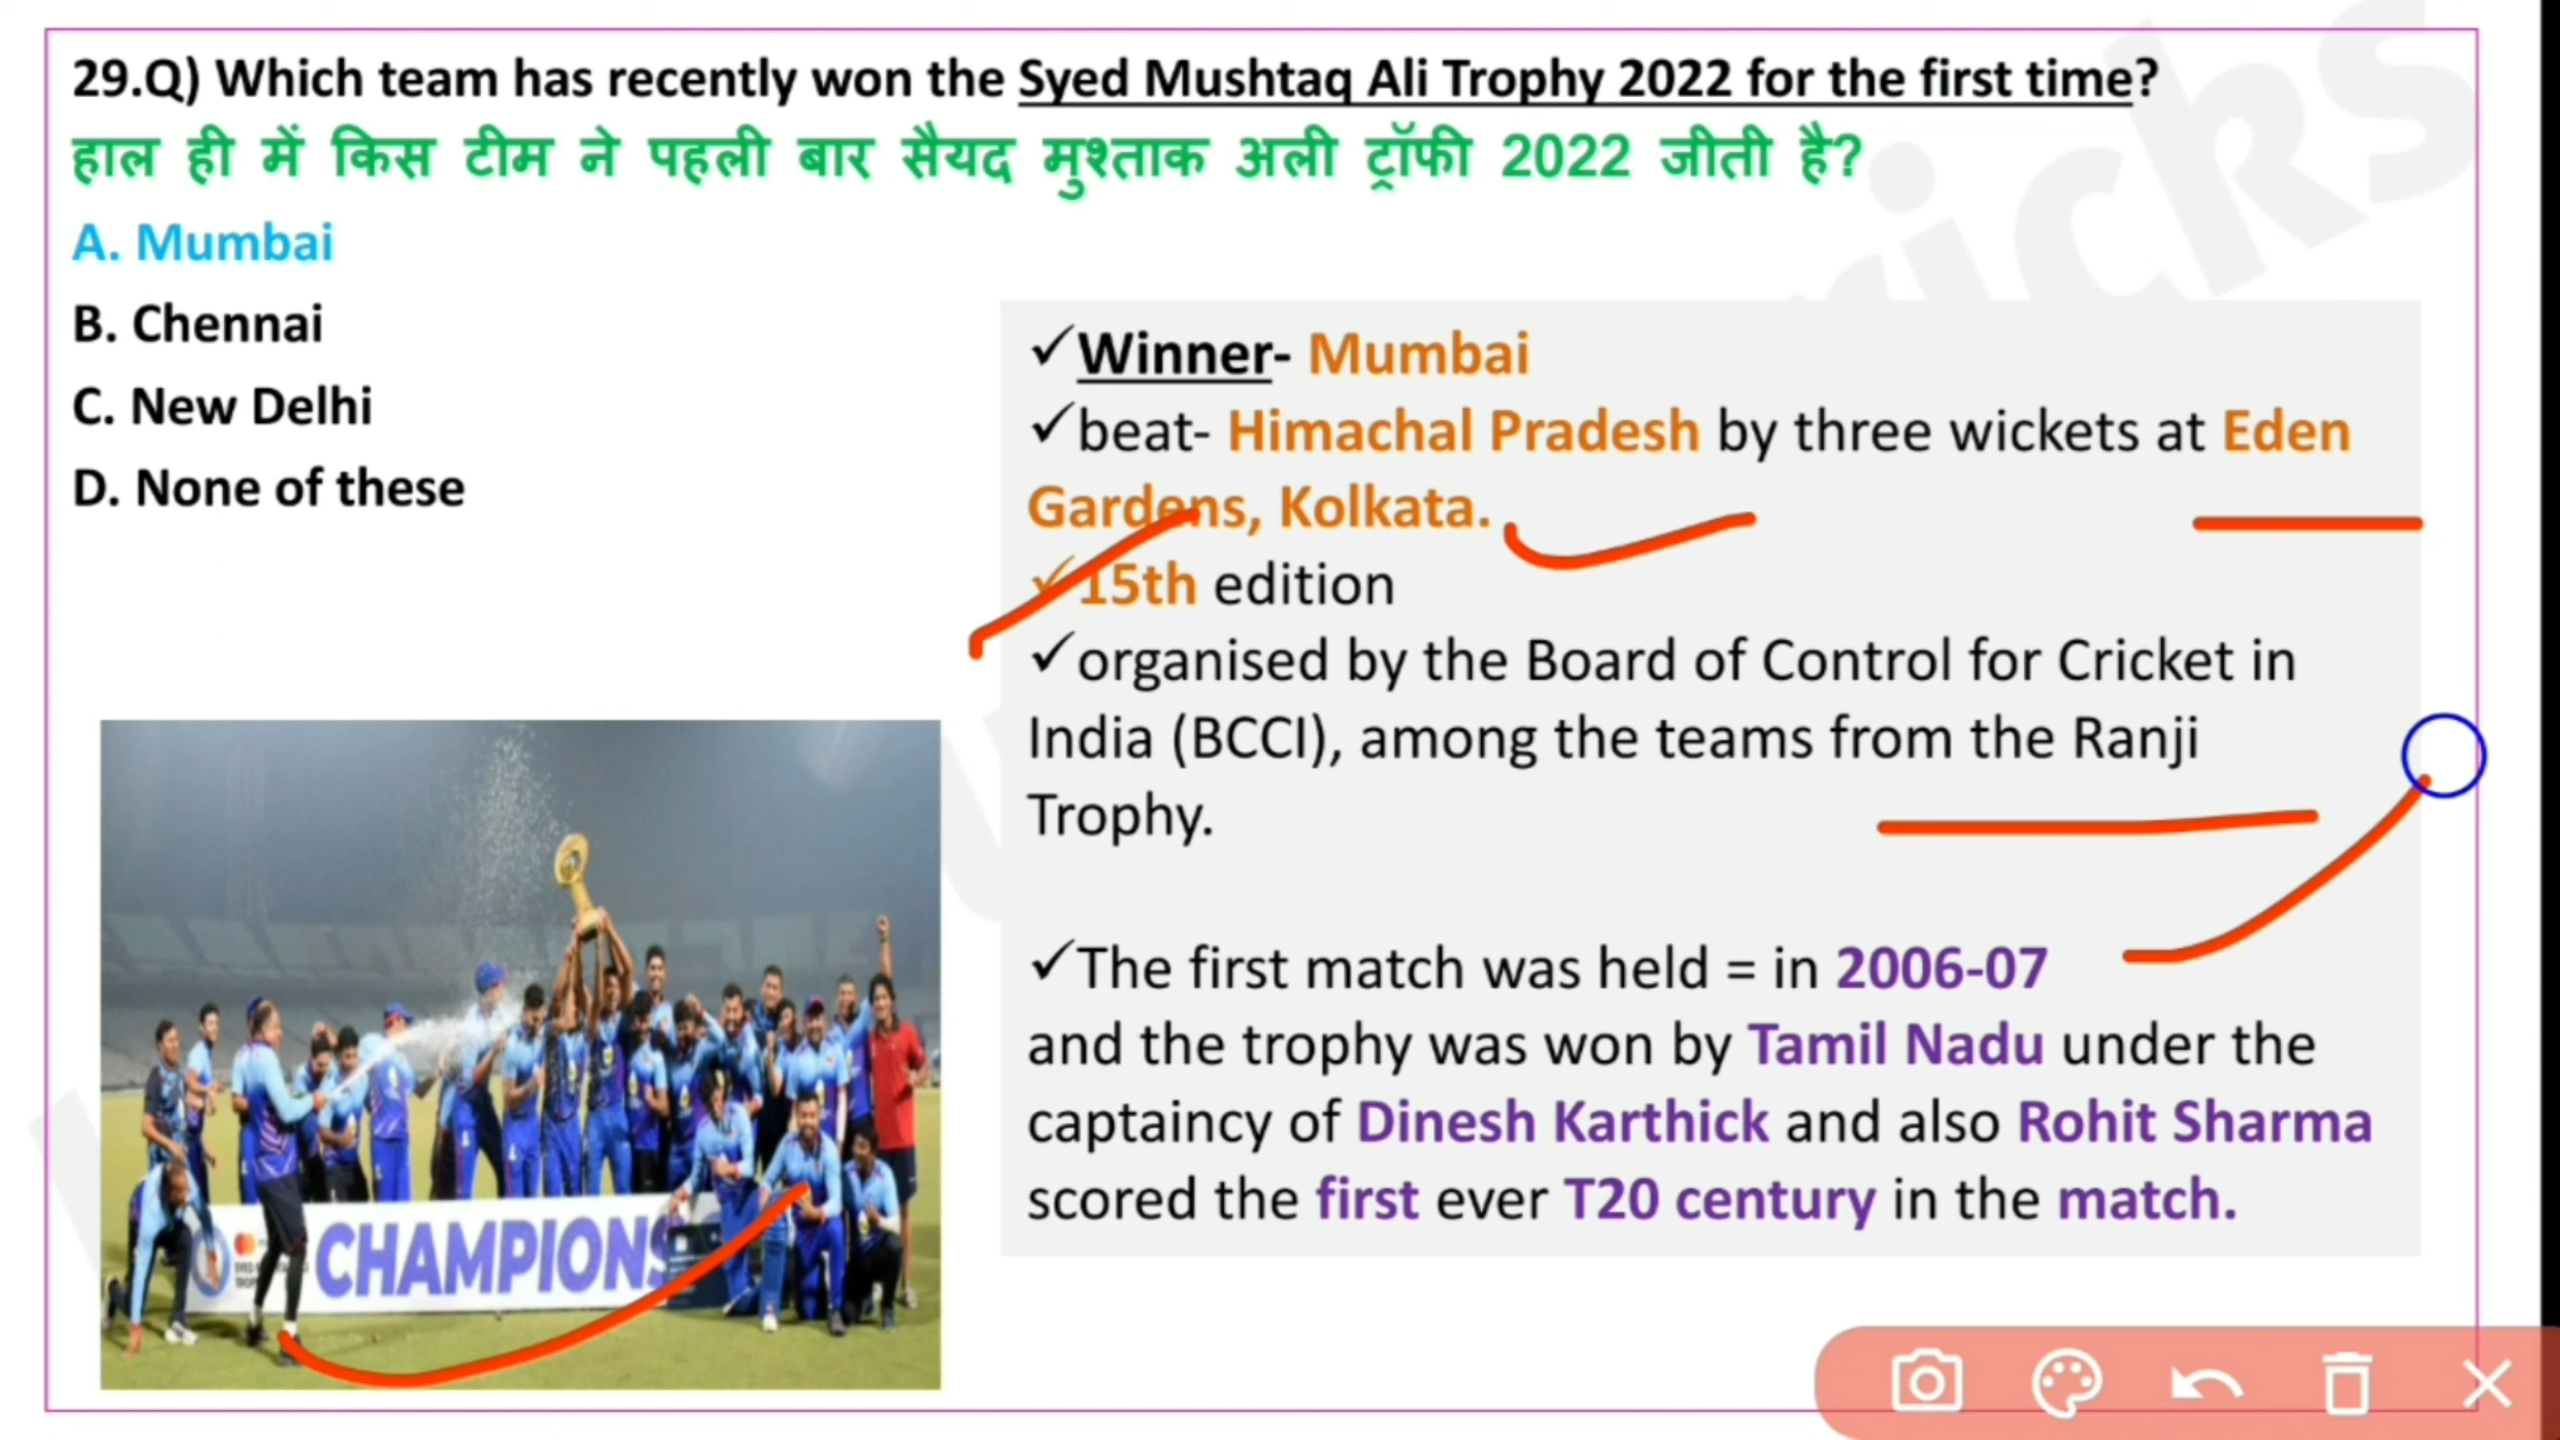 29.Q) Which team has recently won the Syed Mushtaq Ali Trophy 2022 for the first time?
हाल ही में किस टीम ने पहली बार सैयद मुश्ताक अली ट्रॉफी 2022 जीती है?
A. Mumbai
B. Chennai
C. New Delhi
D. None of these
✓Winner- Mumbai
✓beat- Himachal Pradesh by three wickets at Eden
Gardens, Kolkata.
✓15th edition
✓organised by the Board of Control for Cricket in
India (BCCI), among the teams from the Ranji
Trophy.
✓The first match was held = in 2006-07
and the trophy was won by Tamil Nadu under the
captaincy of Dinesh Karthick and also Rohit Sharma
scored the first ever T20 century in the match.
CHAMPIONS